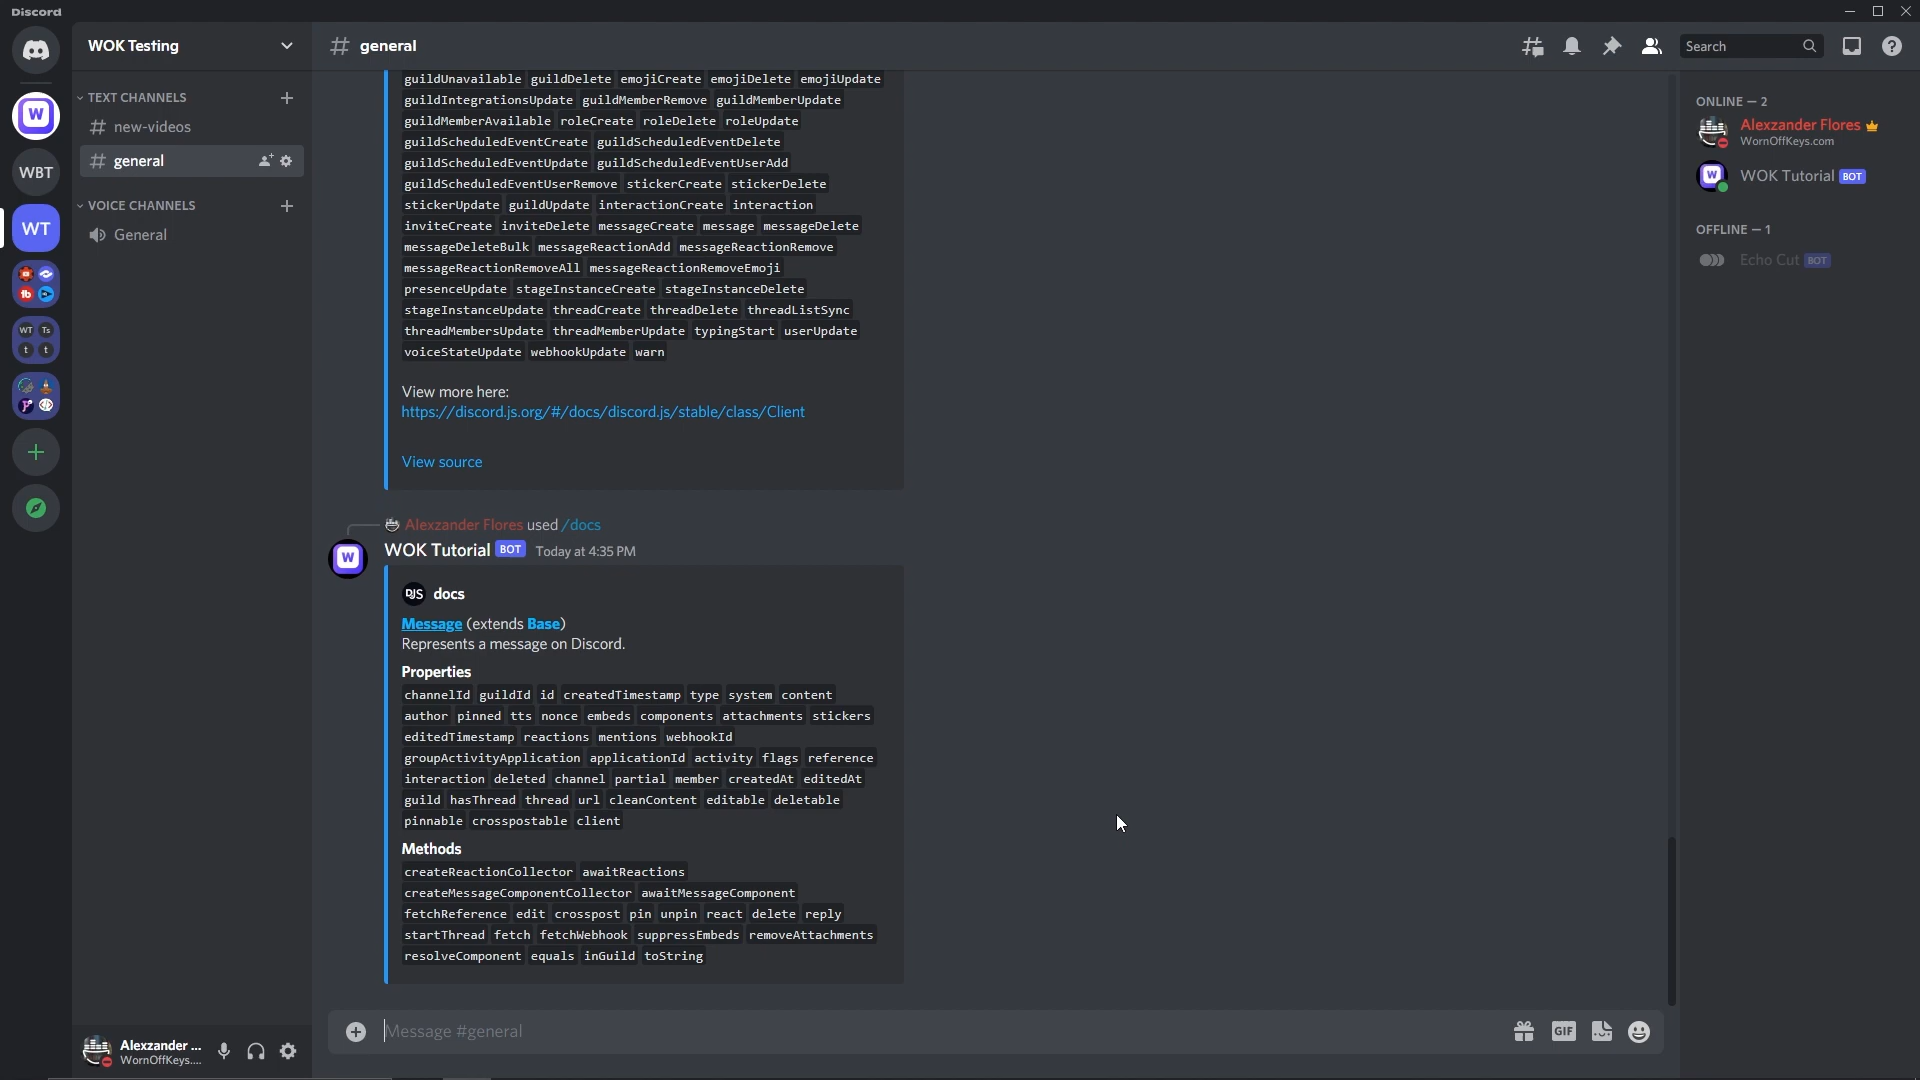 Discord
WOK Testing
# general
Search
TEXT CHANNELS
new-videos
general
VOICE CHANNELS
General
WBT
WT
WT Ts
t t
guildUnavailable guildDelete emojiCreate emojiDelete emojiUpdate
guildIntegrationsUpdate guildMemberRemove guildMemberUpdate
guildMemberAvailable roleCreate roleDelete roleUpdate
guildScheduledEventCreate guildScheduledEventDelete
guildScheduledEventUpdate guildScheduledEventUserAdd
guildScheduledEventUserRemove stickerCreate stickerDelete
stickerUpdate guildUpdate interactionCreate interaction
inviteCreate inviteDelete messageCreate message messageDelete
messageDeleteBulk messageReactionAdd messageReactionRemove
messageReactionRemoveAll messageReactionRemoveEmoji
presenceUpdate stageInstanceCreate stageInstanceDelete
stageInstanceUpdate threadCreate threadDelete threadListSync
threadMembersUpdate threadMemberUpdate typingStart userUpdate
voiceStateUpdate webhookUpdate warn
View more here:
https://discord.js.org/#/docs/discord.js/stable/class/Client
View source
Alexzander Flores used /docs
WOK Tutorial BOT Today at 4:35 PM
DJS docs
Message (extends Base)
Represents a message on Discord.
Properties
channelId guildId id createdTimestamp type system content
author pinned tts nonce embeds components attachments stickers
editedTimestamp reactions mentions webhookId
groupActivityApplication applicationId activity flags reference
interaction deleted channel partial member createdAt editedAt
guild hasThread thread url cleanContent editable deletable
pinnable crosspostable client
Methods
createReactionCollector awaitReactions
createMessageComponentCollector awaitMessageComponent
fetchReference edit crosspost pin unpin react delete reply
startThread fetch fetchWebhook suppressEmbeds removeAttachments
resolveComponent equals inGuild toString
Message #general
GIF
Alexzander ...
WornOffKeys....
ONLINE — 2
Alexzander Flores
WornOffKeys.com
WOK Tutorial BOT
OFFLINE — 1
Echo Cut BOT